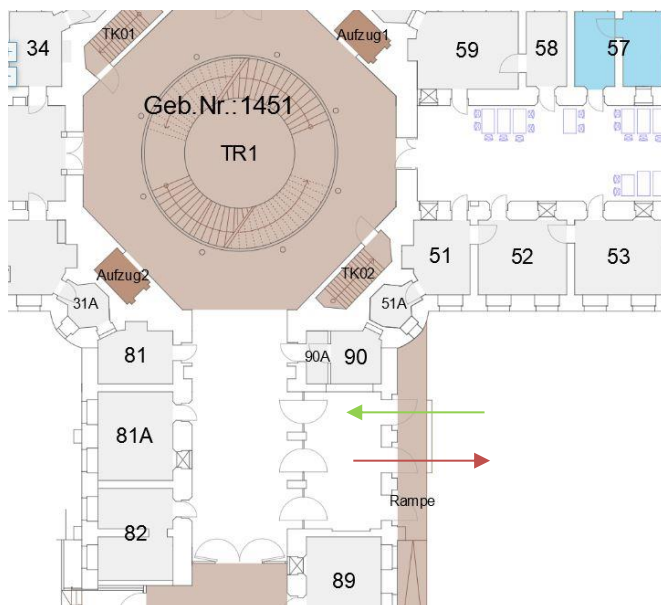 TK01
Aufzug1
34
59
58
57
Geb.Nr.:1451
TR1
51
52
53
Aufzug2
TK02
31A
51A
81
90A
90
81A
Rampe
82
89